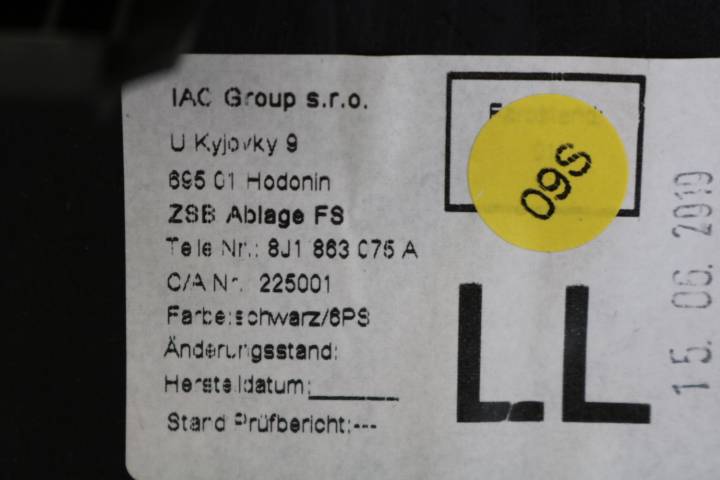 IAC Group s.r.o.
U Kyjovky 9
695 01 Hodonin
ZSB Ablage FS
Teile Nr.: 8J1 863 075 A
C/A Nr. 225001
Farbe:schwarz/6PS
Änderungsstand:
Herstelldatum:
Stand Prüfbericht:---
09S
LL
15. 06. 2010